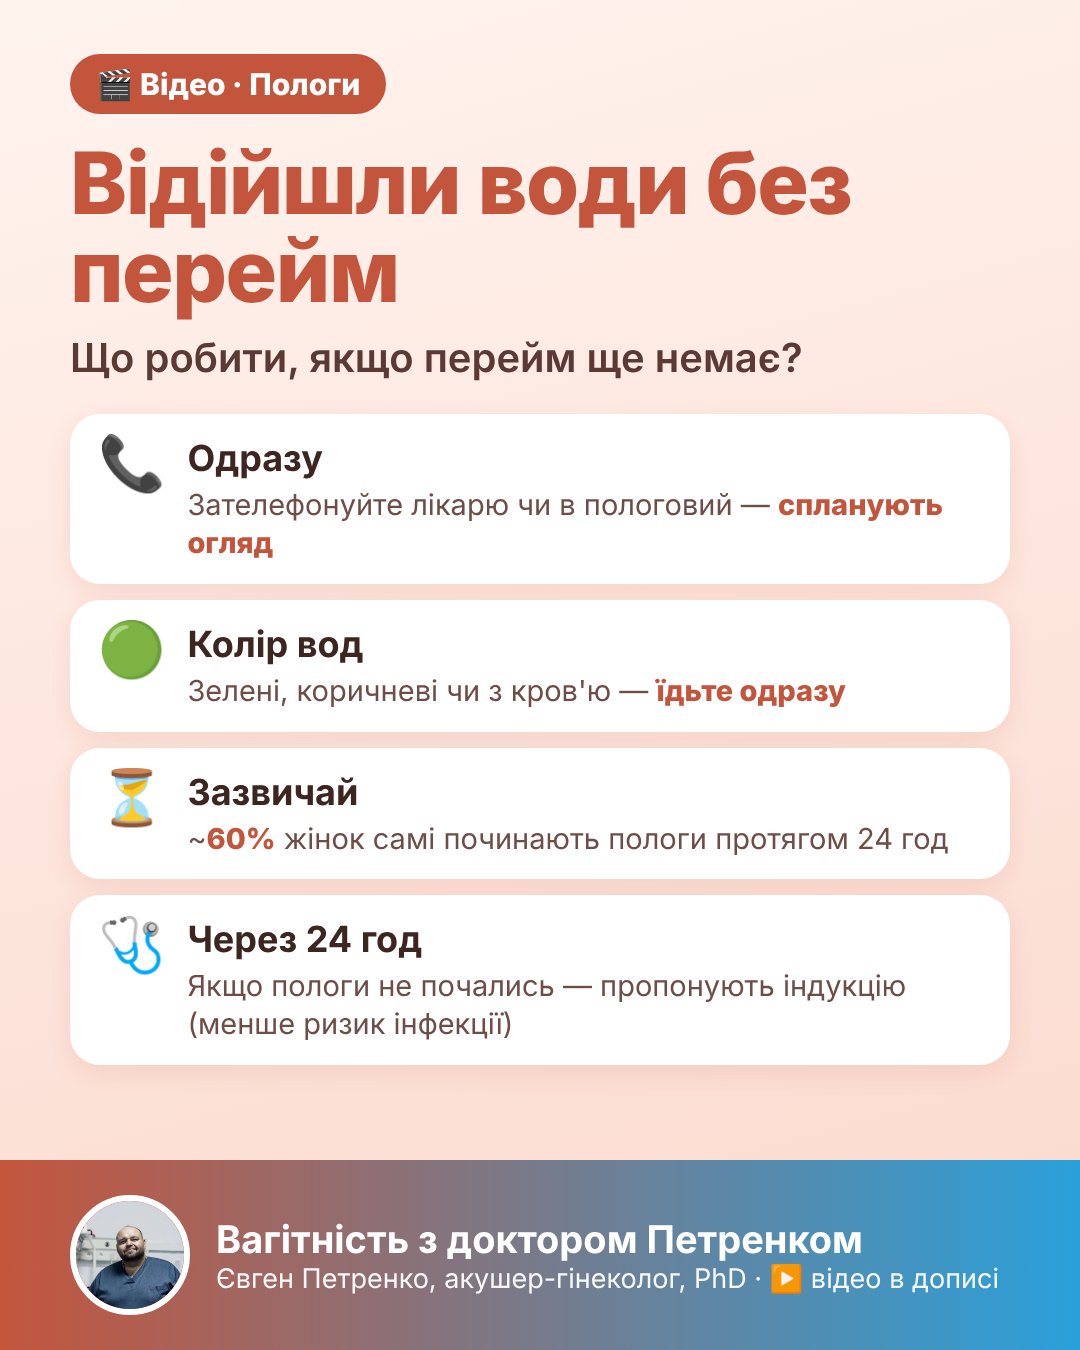 🎬 Відео · Пологи
Відійшли води без
перейм
Що робити, якщо перейм ще немає?
Одразу
Зателефонуйте лікарю чи в пологовий — спланують
огляд
Колір вод
Зелені, коричневі чи з кров'ю — їдьте одразу
Зазвичай
~60% жінок самі починають пологи протягом 24 год
Через 24 год
Якщо пологи не почались — пропонують індукцію
(менше ризик інфекції)
Вагітність з доктором Петренком
Євген Петренко, акушер-гінеколог, PhD · ▶️ відео в дописі